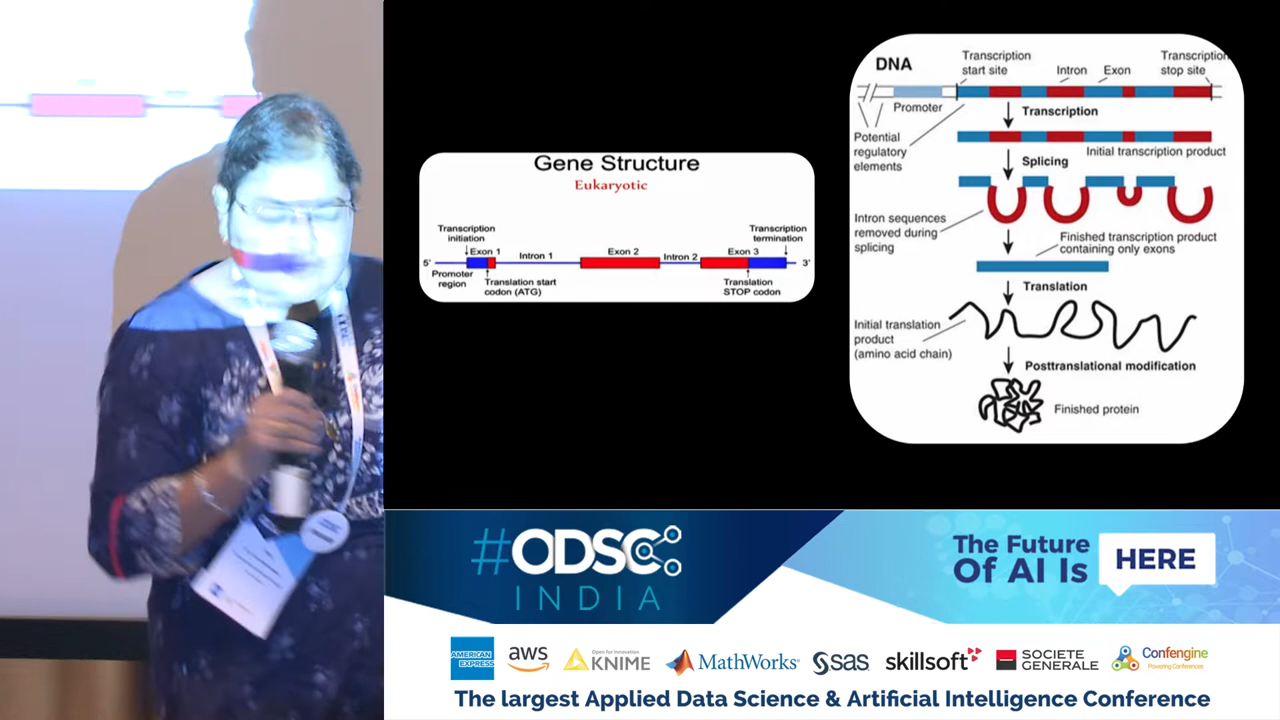 Gene Structure
Eukaryotic
Transcription
initiation
Transcription
termination
Exon 1
Intron 1
Exon 2
Intron 2
Exon 3
5'
3'
Promoter
region
Translation start
codon (ATG)
Translation
STOP codon
DNA
Transcription
start site
Intron
Exon
Transcription
stop site
Promoter
Potential
regulatory
elements
Transcription
Initial transcription product
Splicing
Intron sequences
removed during
splicing
Finished transcription product
containing only exons
Translation
Initial translation
product
(amino acid chain)
Posttranslational modification
Finished protein
#ODSC
INDIA
The Future
Of AI Is
HERE
AMERICAN
EXPRESS
aws
Open for Innovation
KNIME
MathWorks®
sas
skillsoft
SOCIETE
GENERALE
Confengine
Powering Conferences
The largest Applied Data Science & Artificial Intelligence Conference